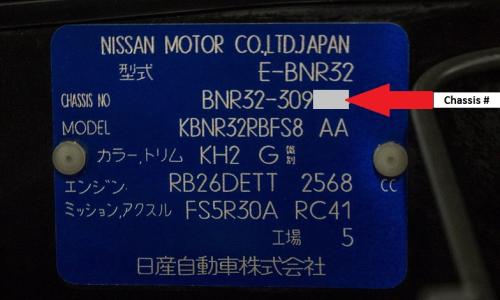 NISSAN MOTOR CO.,LTD.JAPAN
型式 E-BNR32
CHASSIS NO BNR32-309
Chassis #
MODEL KBNR32RBFS8 AA
カラー,トリム KH2 G 識別
エンジン RB26DETT 2568 CC
ミッション,アクスル FS5R30A RC41
工場 5
日産自動車株式会社